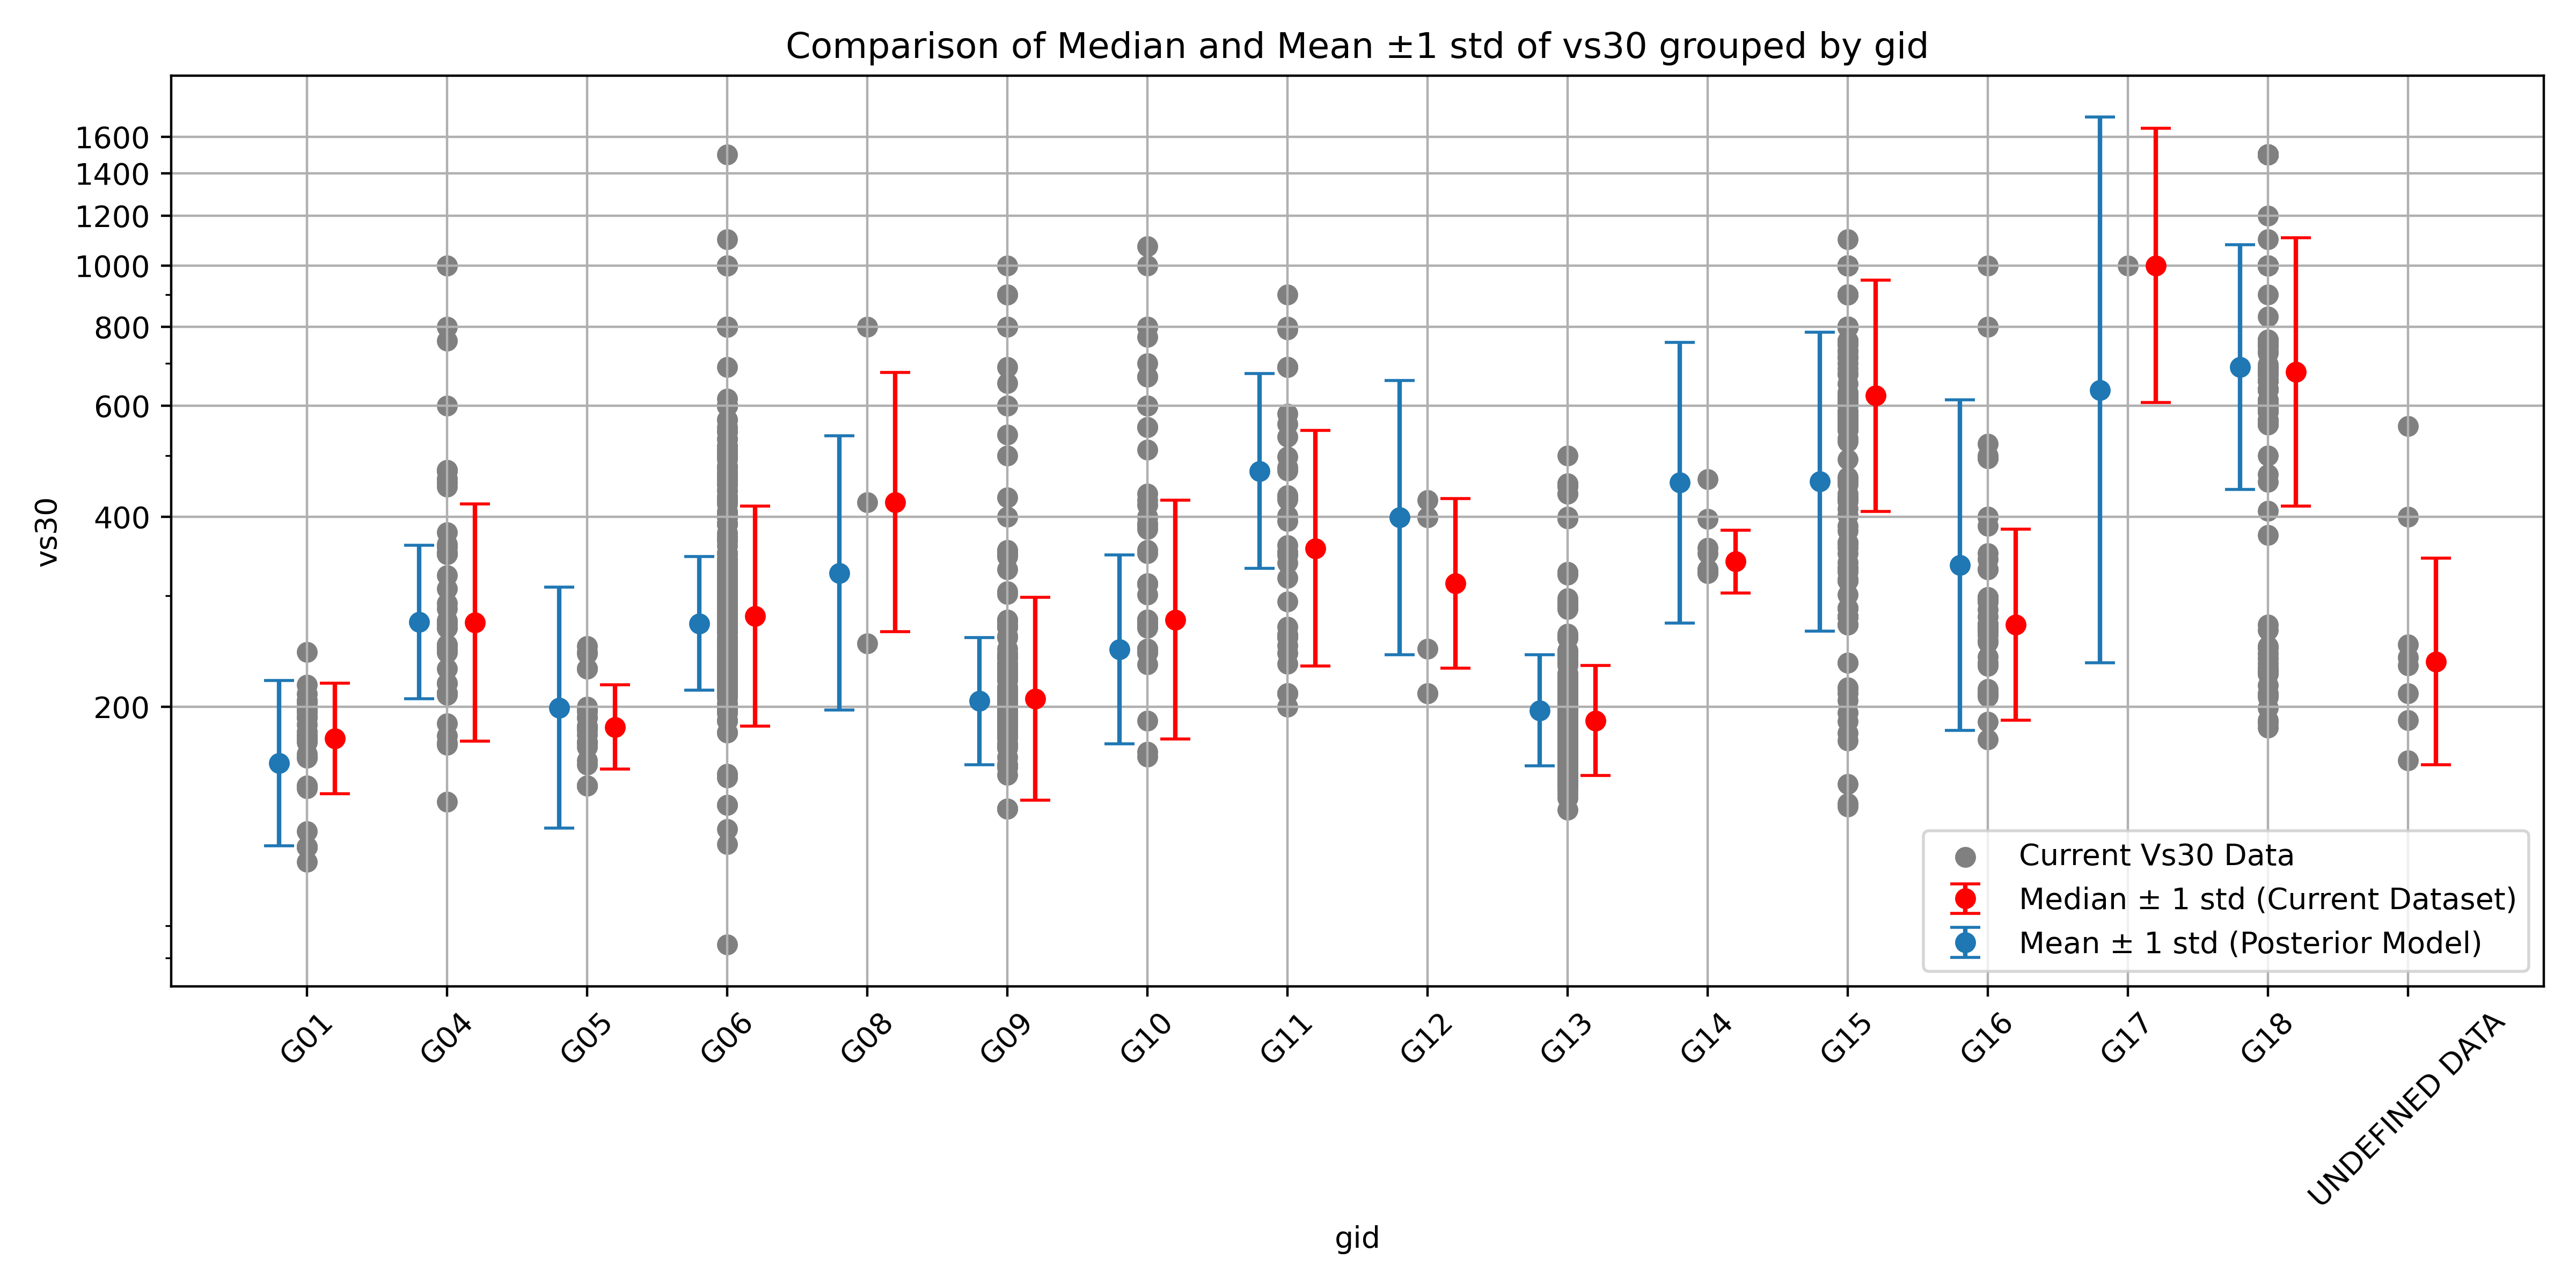 Comparison of Median and Mean ±1 std of vs30 grouped by gid
1600
1400
1200
1000
800
600
400
200
vs30
Current Vs30 Data
Median ± 1 std (Current Dataset)
Mean ± 1 std (Posterior Model)
G01
G04
G05
G06
G08
G09
G10
G11
G12
G13
G14
G15
G16
G17
G18
UNDEFINED DATA
gid